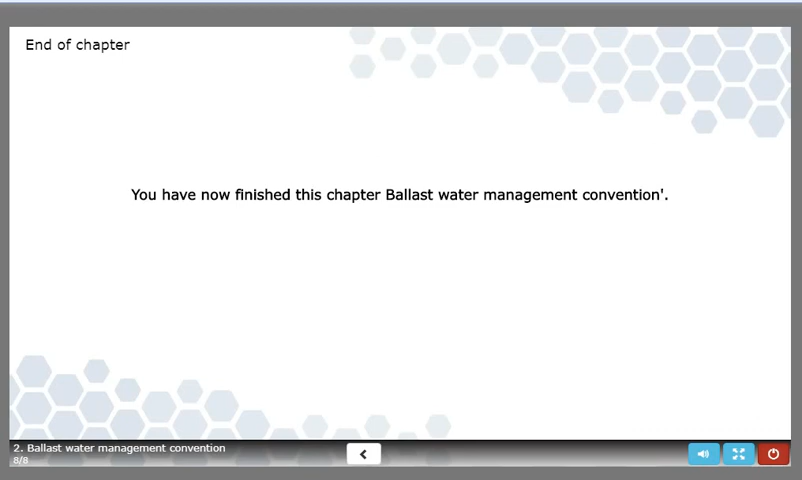 End of chapter
You have now finished this chapter Ballast water management convention'.
2. Ballast water management convention
8/8